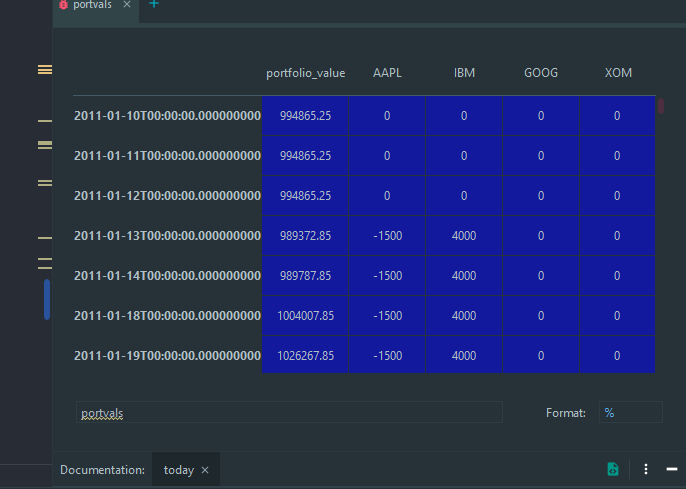 portvals × +
portfolio_value AAPL IBM GOOG XOM
2011-01-10T00:00:00.000000000 994865.25 0 0 0 0
2011-01-11T00:00:00.000000000 994865.25 0 0 0 0
2011-01-12T00:00:00.000000000 994865.25 0 0 0 0
2011-01-13T00:00:00.000000000 989372.85 -1500 4000 0 0
2011-01-14T00:00:00.000000000 989787.85 -1500 4000 0 0
2011-01-18T00:00:00.000000000 1004007.85 -1500 4000 0 0
2011-01-19T00:00:00.000000000 1026267.85 -1500 4000 0 0
portvals Format: %
Documentation: today ×